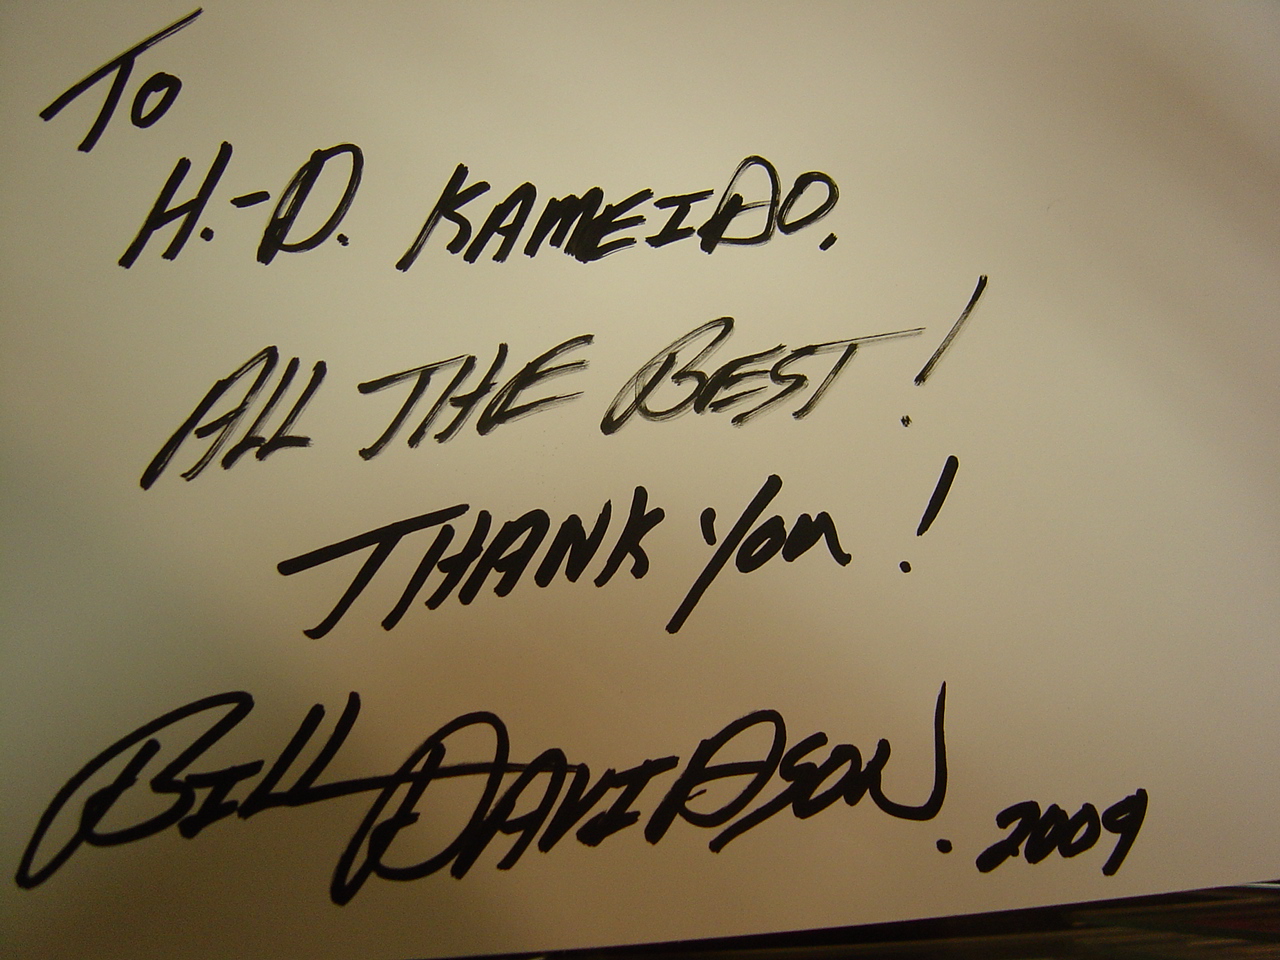 To
H.-D. KAMEIDO.
ALL THE BEST!
THANK You!
BILL DAVIDSON. 2009